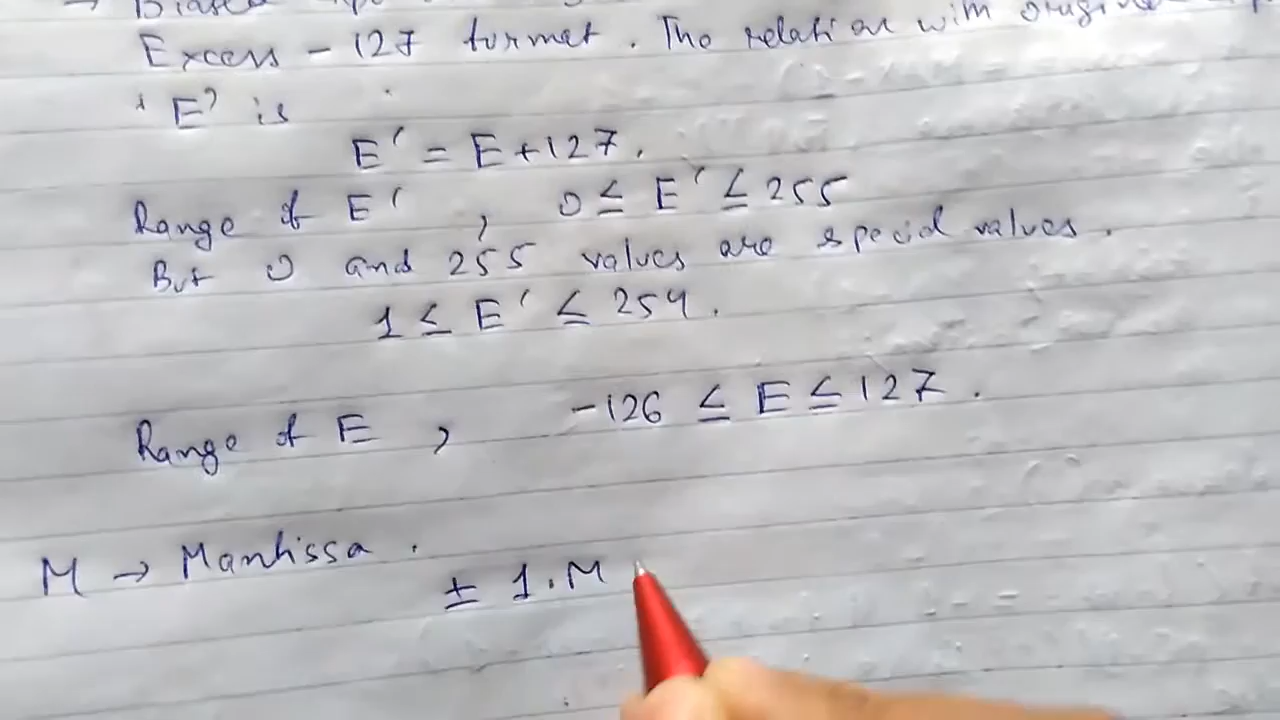 → Biased
Excess - 127 format. The relation with
'E' is
E' = E + 127.
Range of E' , 0 ≤ E' ≤ 255
But 0 and 255 values are special values.
1 ≤ E' ≤ 254.
Range of E , -126 ≤ E ≤ 127.
M → Mantissa.
± 1.M